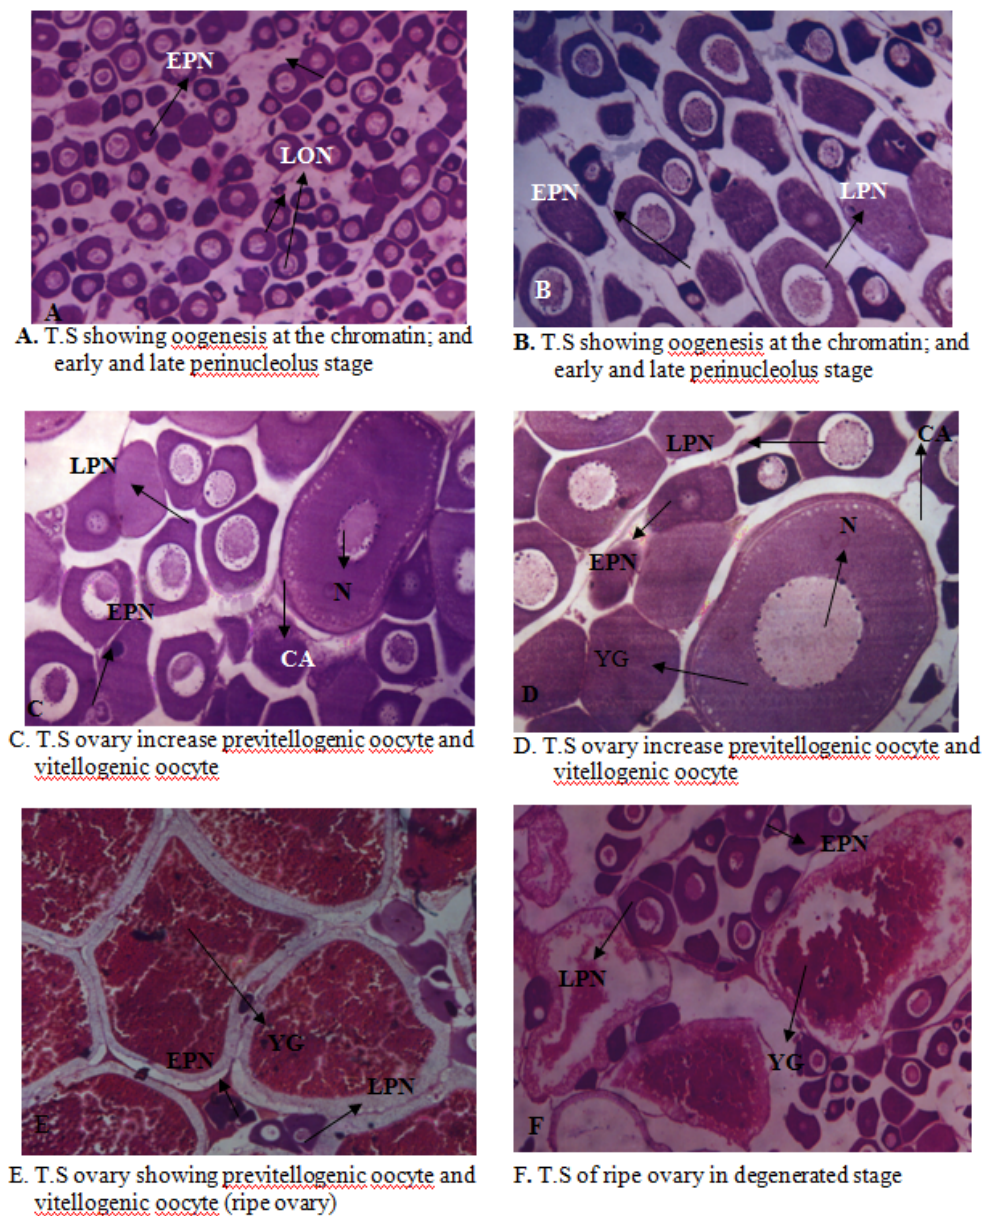 EPN
LON
A
A. T.S showing oogenesis at the chromatin; and
early and late perinucleolus stage
EPN
LPN
B
B. T.S showing oogenesis at the chromatin; and
early and late perinucleolus stage
LPN
EPN
N
CA
C
C. T.S ovary increase previtellogenic oocyte and
vitellogenic oocyte
LPN
CA
N
EPN
YG
D
D. T.S ovary increase previtellogenic oocyte and
vitellogenic oocyte
YG
EPN
LPN
E
E. T.S ovary showing previtellogenic oocyte and
vitellogenic oocyte (ripe ovary)
EPN
LPN
YG
F
F. T.S of ripe ovary in degenerated stage